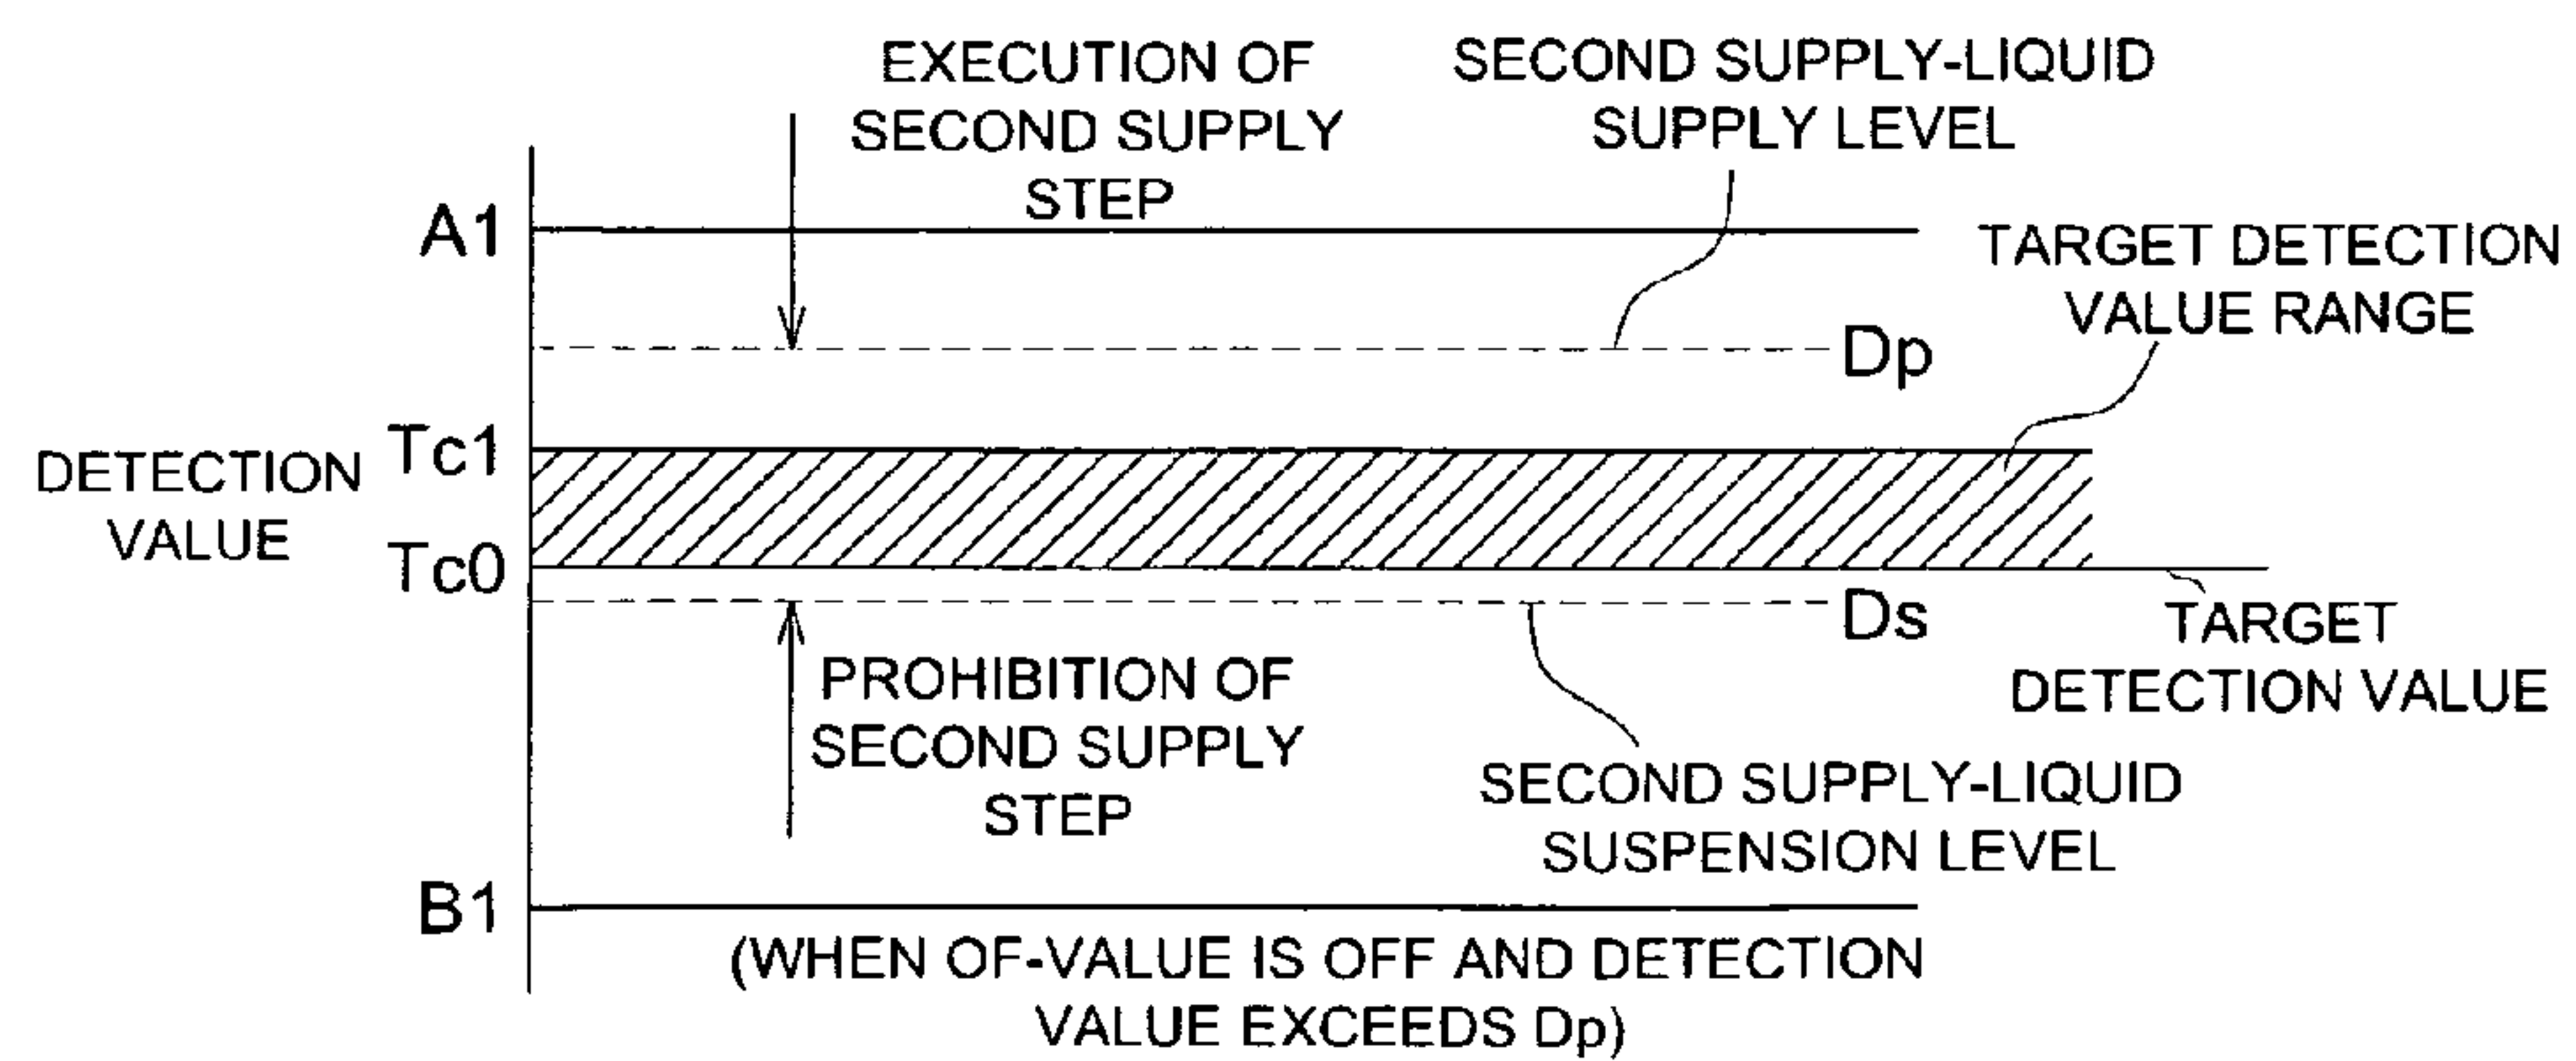 EXECUTION OF
SECOND SUPPLY
STEP
SECOND SUPPLY-LIQUID
SUPPLY LEVEL
A1
TARGET DETECTION
VALUE RANGE
Dp
DETECTION
VALUE
Tc1
Tc0
Ds
TARGET
DETECTION VALUE
PROHIBITION OF
SECOND SUPPLY
STEP
SECOND SUPPLY-LIQUID
SUSPENSION LEVEL
B1
(WHEN OF-VALUE IS OFF AND DETECTION
VALUE EXCEEDS Dp)